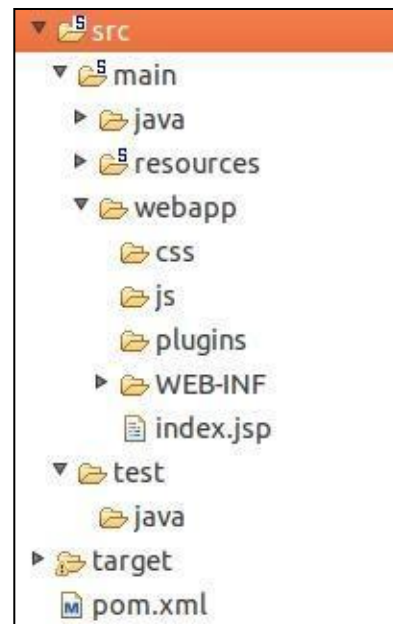 src
main
java
resources
webapp
css
js
plugins
WEB-INF
index.jsp
test
java
target
pom.xml